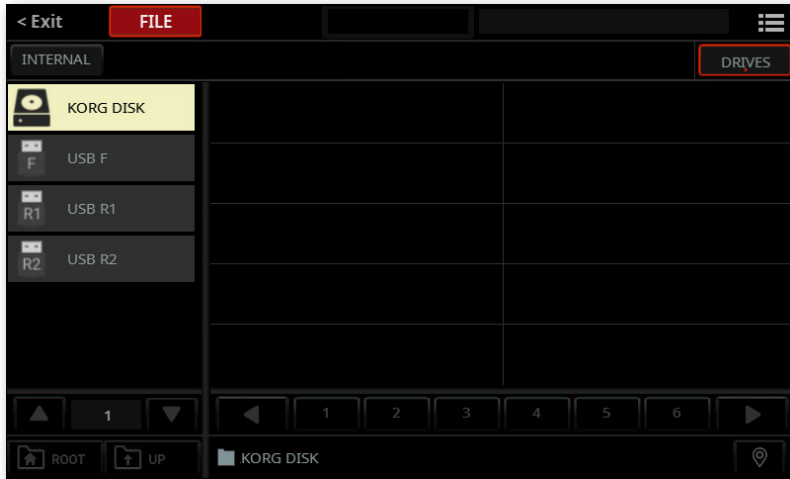 < Exit FILE
INTERNAL DRIVES
KORG DISK
F USB F
R1 USB R1
R2 USB R2
1 1 2 3 4 5 6
ROOT UP KORG DISK